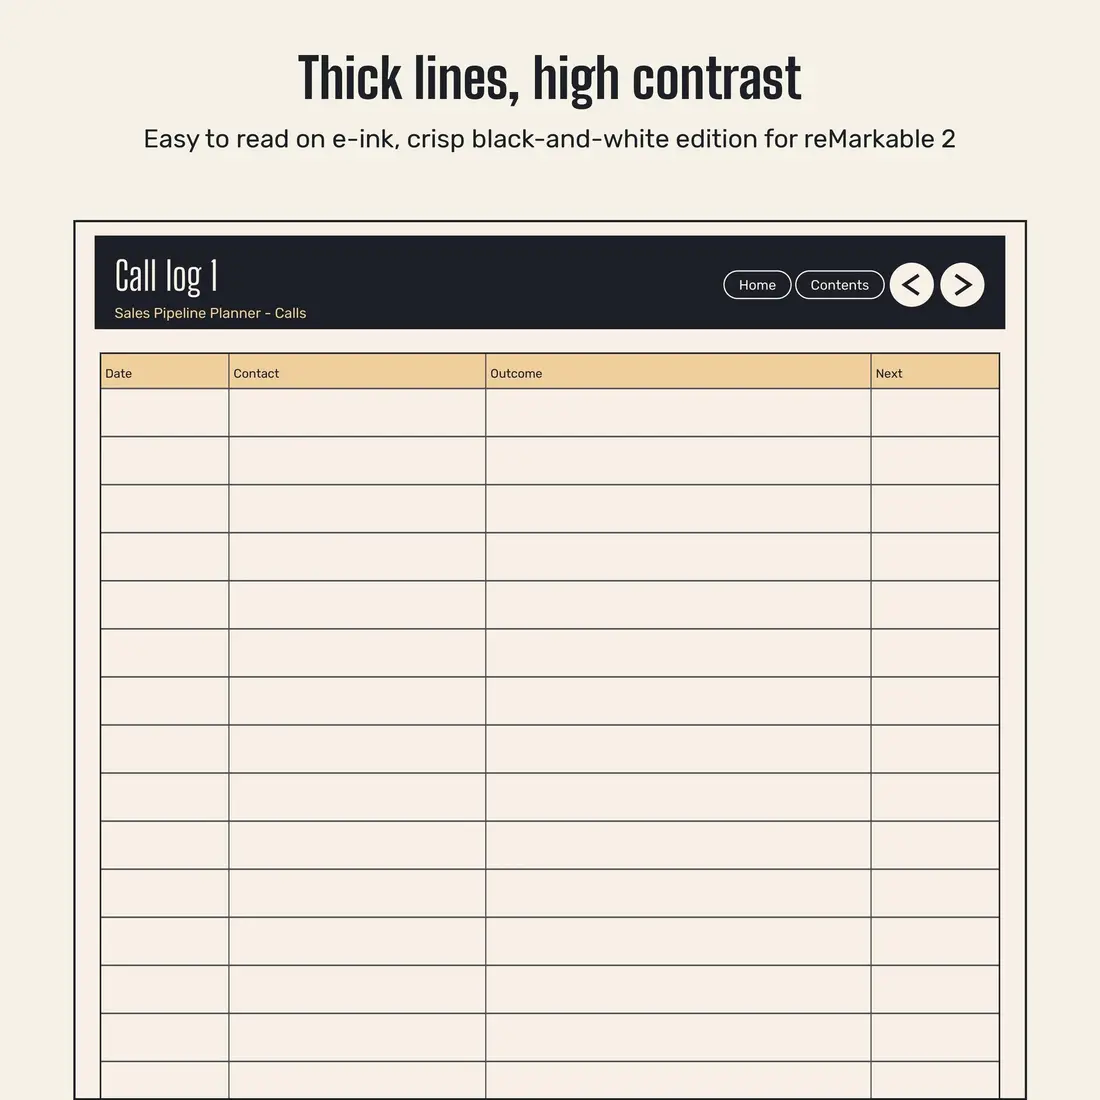 Thick lines, high contrast
Easy to read on e-ink, crisp black-and-white edition for reMarkable 2
Call log 1
Home Contents < >
Sales Pipeline Planner - Calls
Date Contact Outcome Next